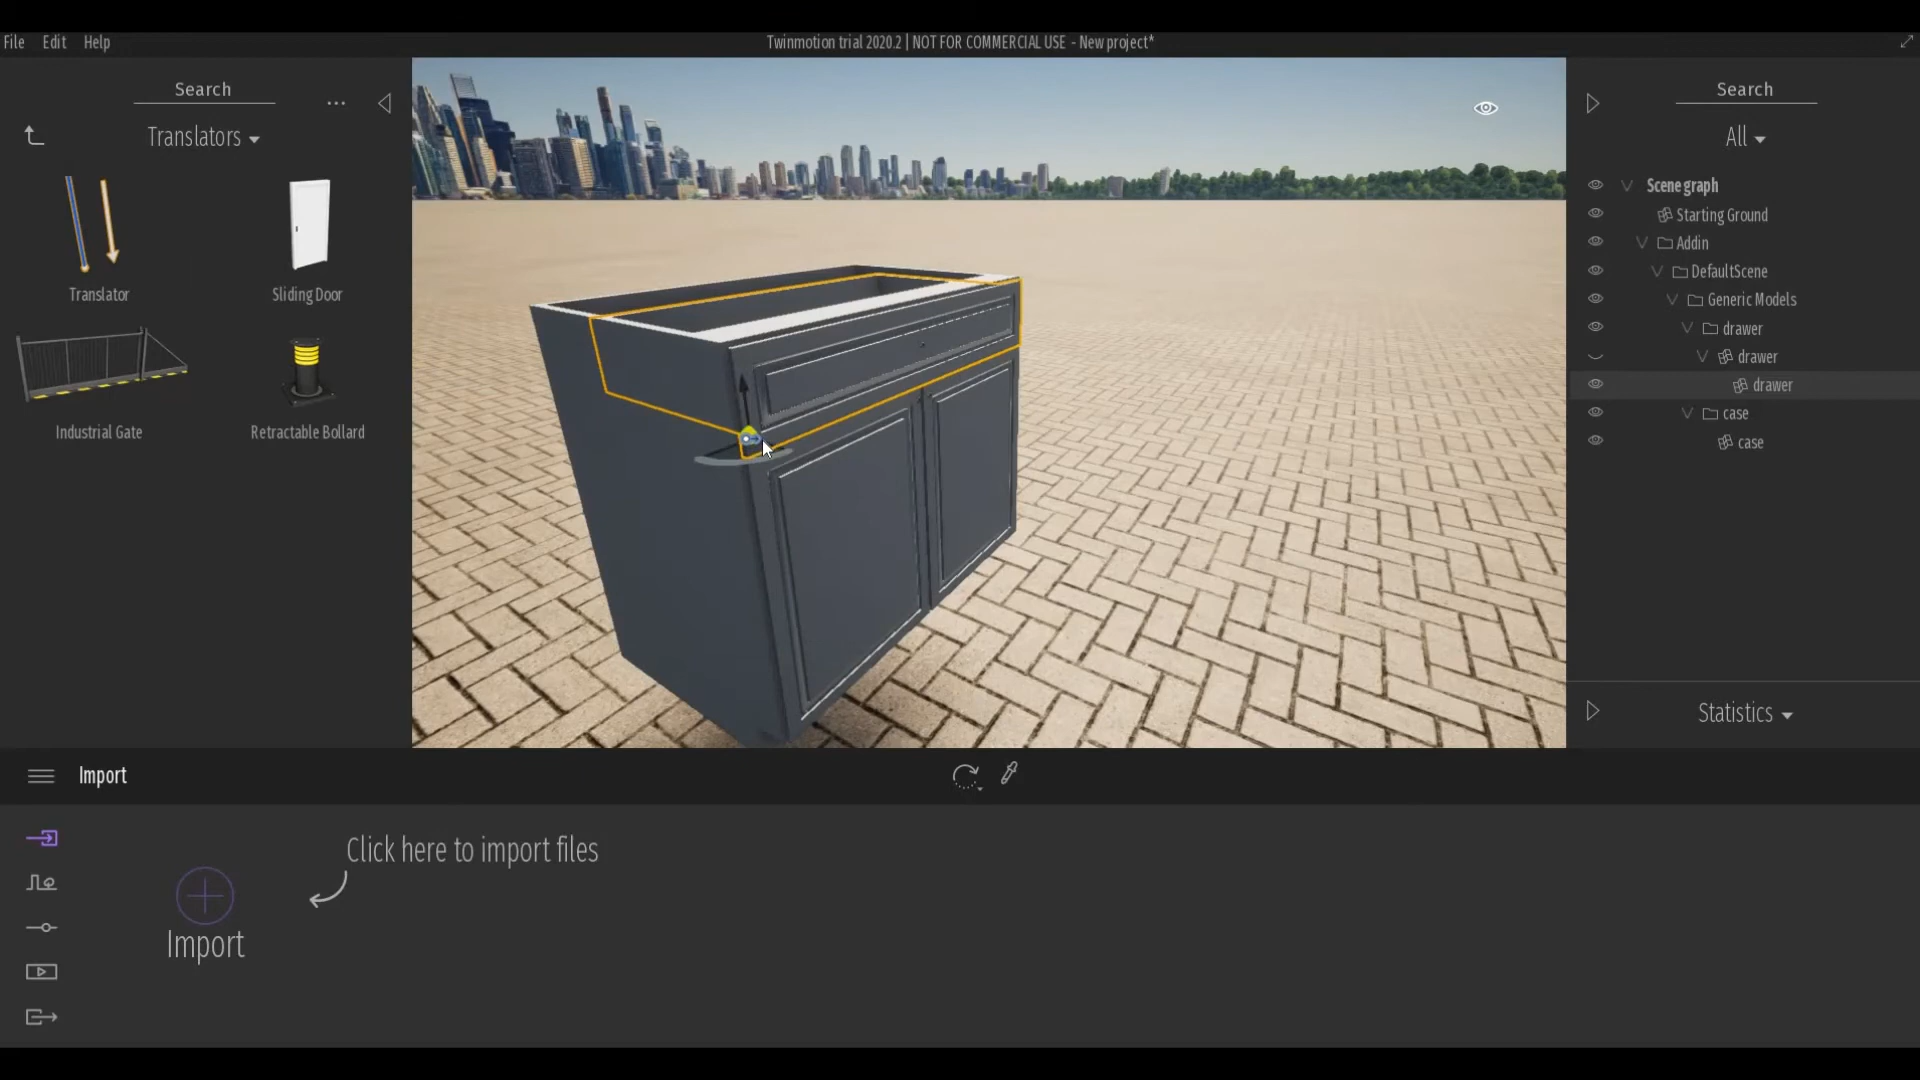 File Edit Help
Twinmotion trial 2020.2 | NOT FOR COMMERCIAL USE - New project*
Search
Translators
Translator
Sliding Door
Industrial Gate
Retractable Bollard
Search
All
Scene graph
Starting Ground
Addin
DefaultScene
Generic Models
drawer
drawer
drawer
case
case
Statistics
Import
Click here to import files
Import